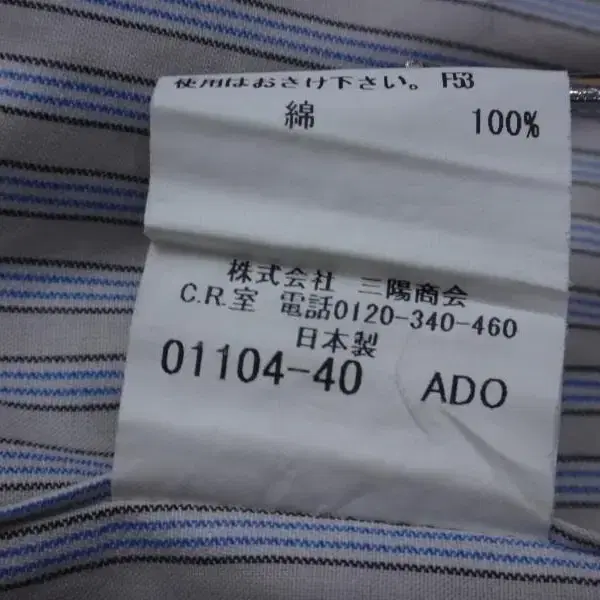 使用はおさけ下さい。 F53
綿 100%
株式会社 三陽商会
C.R.室 電話0120-340-460
日本製
01104-40 ADO